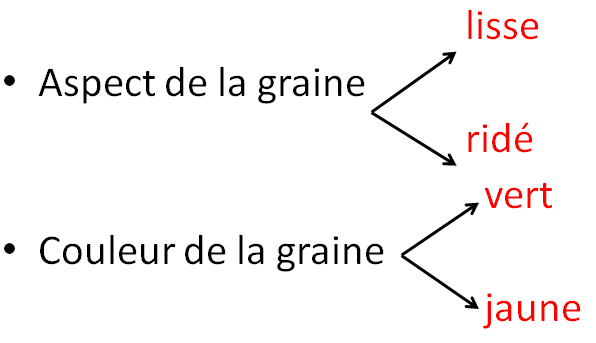 lisse
• Aspect de la graine
ridé
vert
• Couleur de la graine
jaune